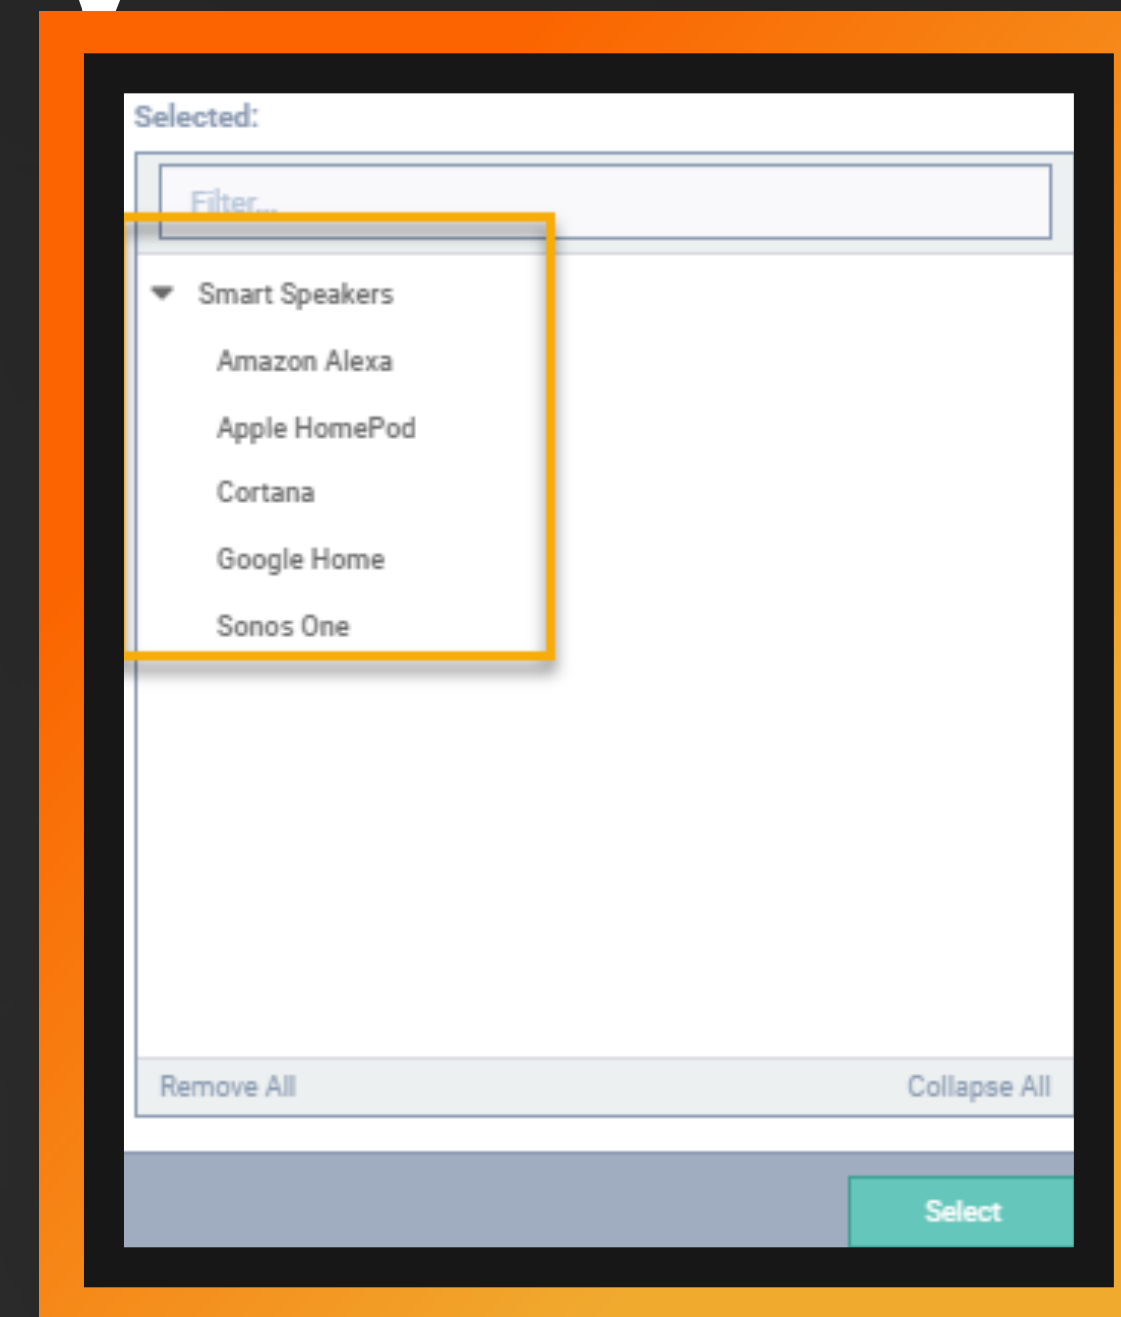 Selected:
Filter...
Smart Speakers
Amazon Alexa
Apple HomePod
Cortana
Google Home
Sonos One
Remove All
Collapse All
Select